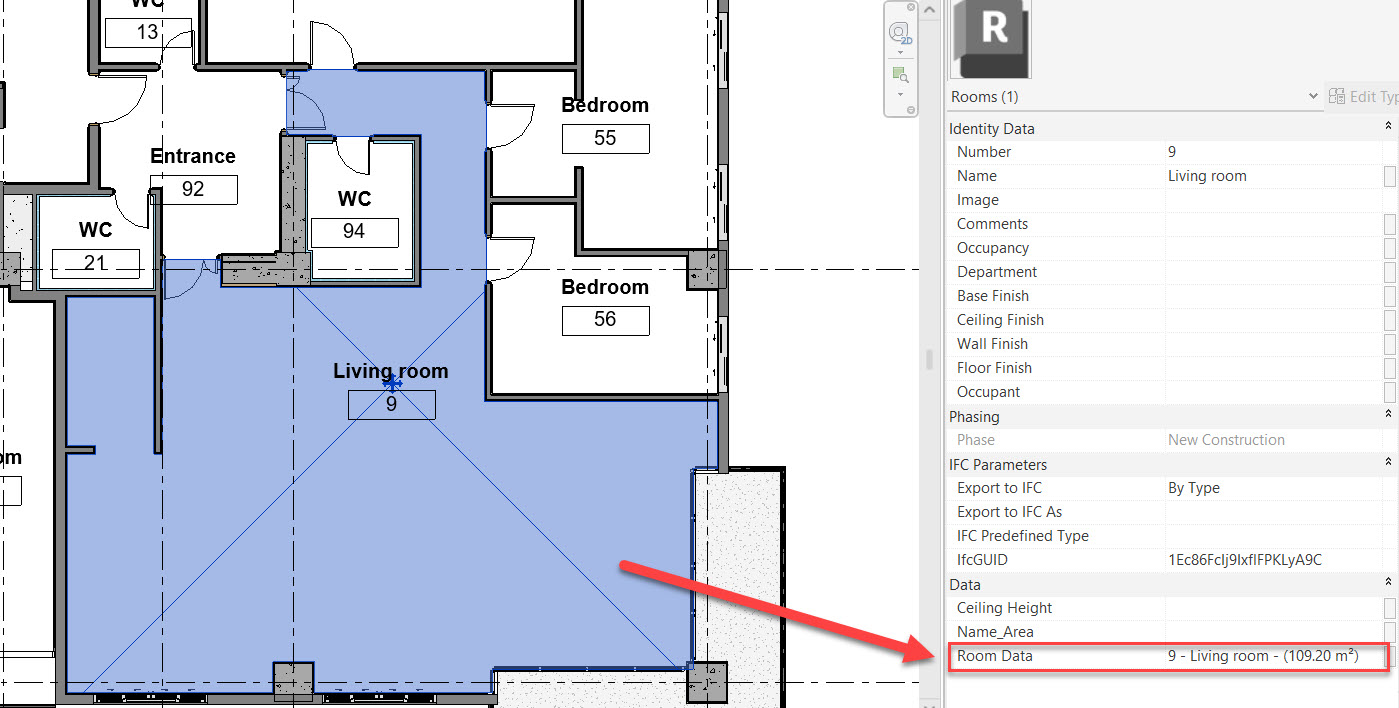 WC
13
Entrance
92
WC
21
WC
94
Bedroom
55
Bedroom
56
Living room
9
om
2D
R
Rooms (1)
Edit Typ
Identity Data
Number 9
Name Living room
Image
Comments
Occupancy
Department
Base Finish
Ceiling Finish
Wall Finish
Floor Finish
Occupant
Phasing
Phase New Construction
IFC Parameters
Export to IFC By Type
Export to IFC As
IFC Predefined Type
IfcGUID
Data
Ceiling Height
Name_Area
Room Data 9 - Living room - (109.20 m²)